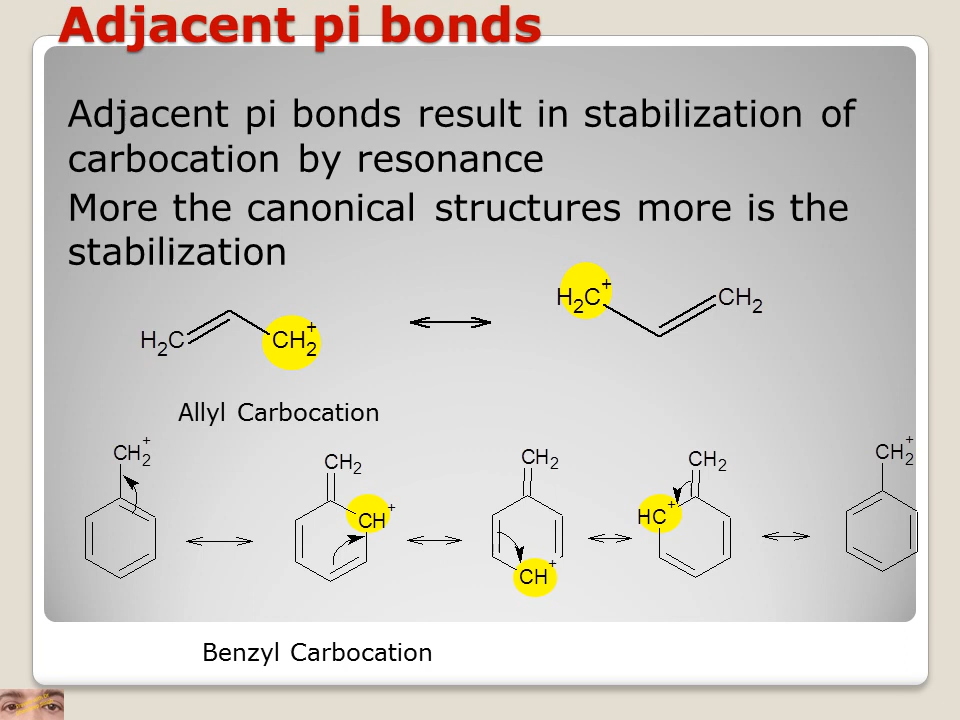 Adjacent pi bonds
Adjacent pi bonds result in stabilization of
carbocation by resonance
More the canonical structures more is the
stabilization
H2C CH2+
H2C+ CH2
Allyl Carbocation
CH2+
CH2
CH+
CH2
CH+
CH2
HC+
CH2+
Benzyl Carbocation